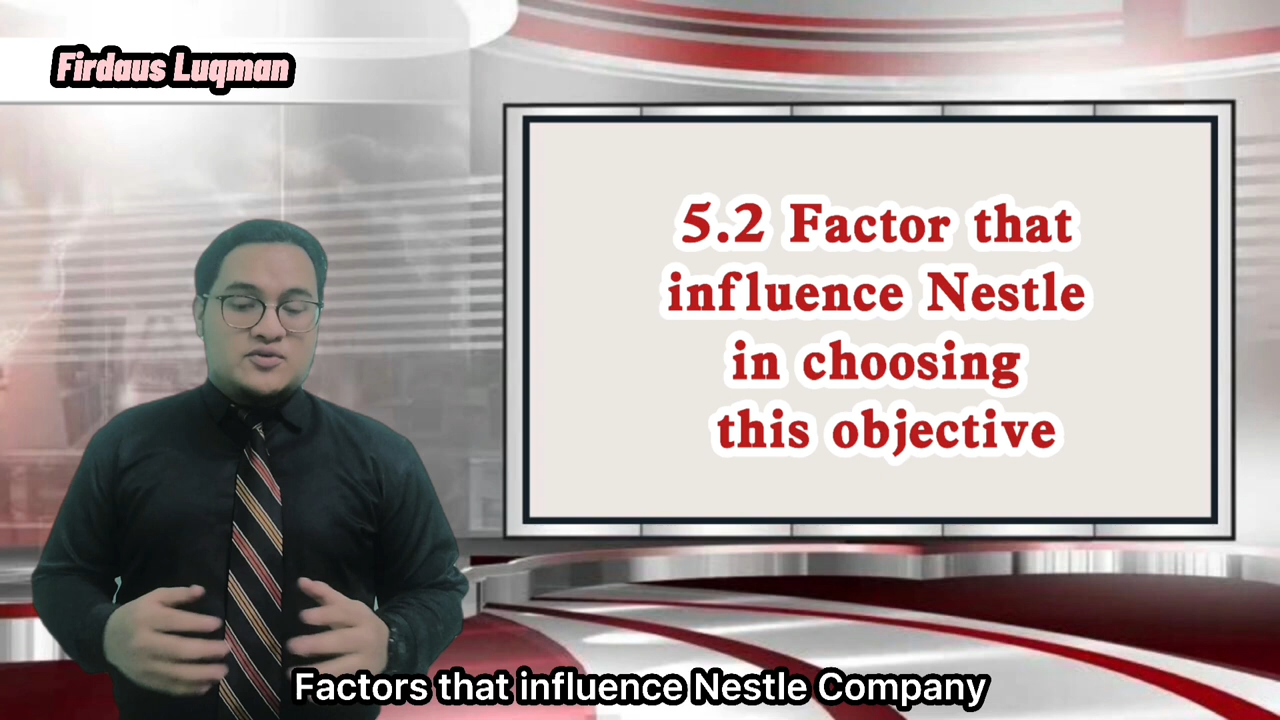 Firdaus Luqman
5.2 Factor that
influence Nestle
in choosing
this objective
Factors that influence Nestle Company